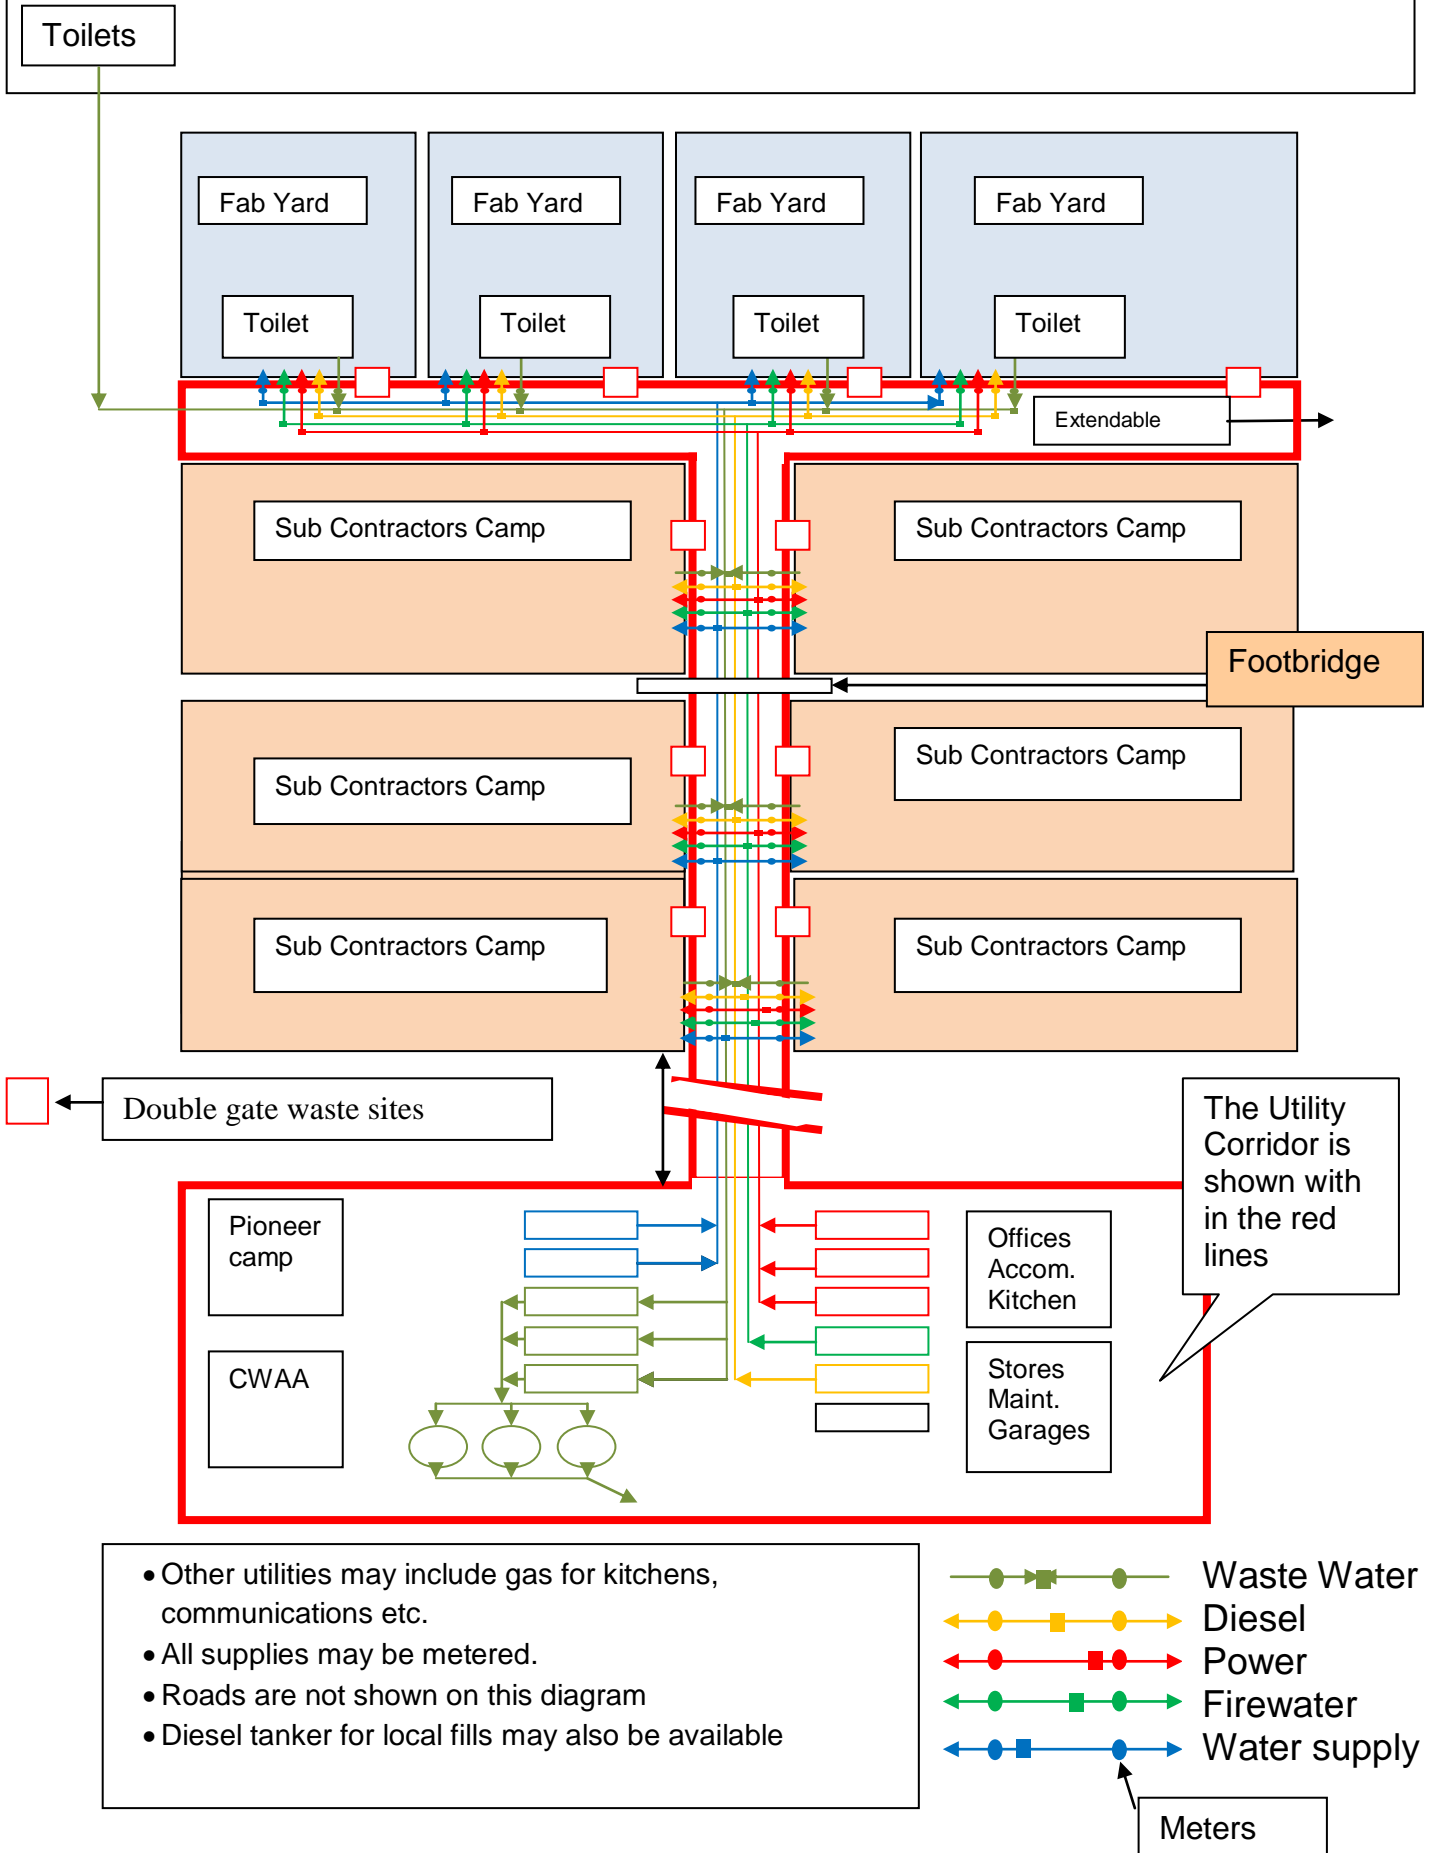 Toilets
Fab Yard
Fab Yard
Fab Yard
Fab Yard
Toilet
Toilet
Toilet
Toilet
Extendable
Sub Contractors Camp
Sub Contractors Camp
Footbridge
Sub Contractors Camp
Sub Contractors Camp
Sub Contractors Camp
Sub Contractors Camp
Double gate waste sites
The Utility
Corridor is
shown with
in the red
lines
Pioneer
camp
Offices
Accom.
Kitchen
CWAA
Stores
Maint.
Garages
• Other utilities may include gas for kitchens,
communications etc.
• All supplies may be metered.
• Roads are not shown on this diagram
• Diesel tanker for local fills may also be available
Waste Water
Diesel
Power
Firewater
Water supply
Meters